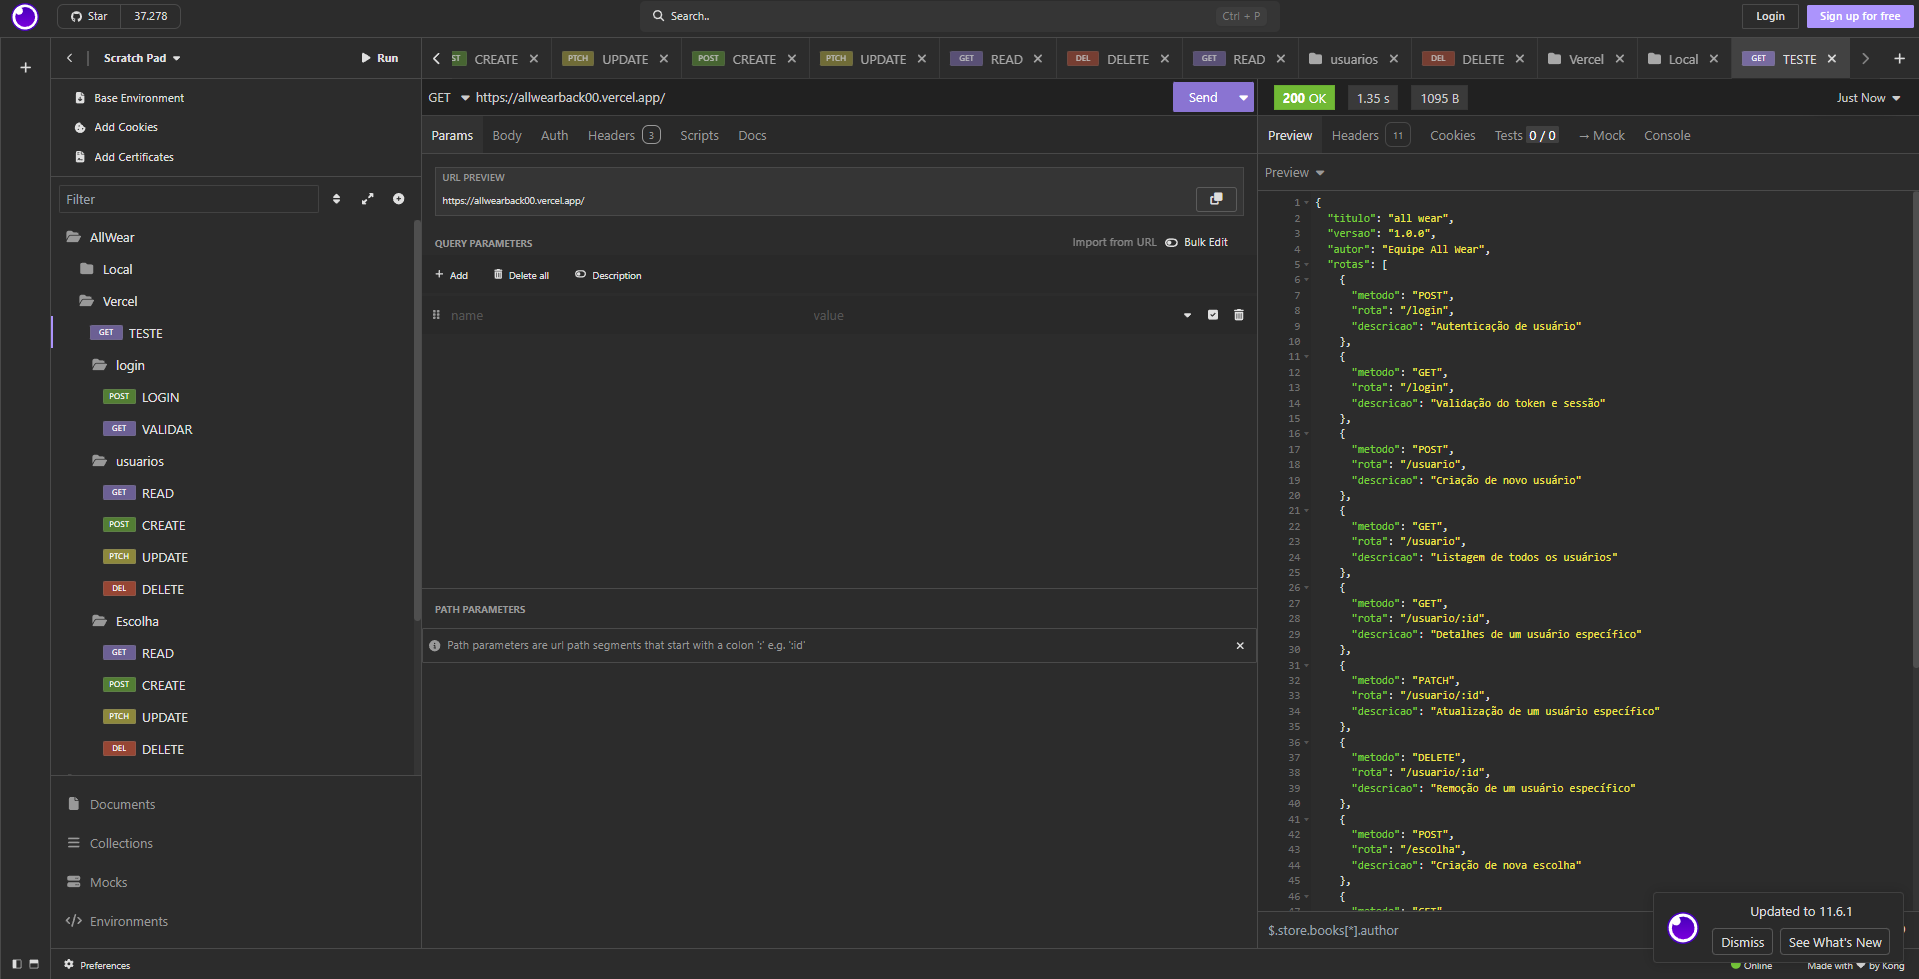 Star 37.278
Search.. Ctrl + P
Login
Sign up for free
Scratch Pad
Run
Base Environment
Add Cookies
Add Certificates
Filter
AllWear
Local
Vercel
GET TESTE
login
POST LOGIN
GET VALIDAR
usuarios
GET READ
POST CREATE
PTCH UPDATE
DEL DELETE
Escolha
GET READ
POST CREATE
PTCH UPDATE
DEL DELETE
Documents
Collections
Mocks
Environments
Preferences
ST CREATE PTCH UPDATE POST CREATE PTCH UPDATE GET READ DEL DELETE GET READ usuarios DEL DELETE Vercel Local GET TESTE
GET https://allwearback00.vercel.app/ Send
Params Body Auth Headers 3 Scripts Docs
URL PREVIEW
https://allwearback00.vercel.app/
QUERY PARAMETERS Import from URL Bulk Edit
Add Delete all Description
name value
PATH PARAMETERS
Path parameters are url path segments that start with a colon ':' e.g. ':id'
200 OK 1.35 s 1095 B Just Now
Preview Headers 11 Cookies Tests 0 / 0 → Mock Console
Preview
1 {
2 "titulo": "all wear",
3 "versao": "1.0.0",
4 "autor": "Equipe All Wear",
5 "rotas": [
6 {
7 "metodo": "POST",
8 "rota": "/login",
9 "descricao": "Autenticação de usuário"
10 },
11 {
12 "metodo": "GET",
13 "rota": "/login",
14 "descricao": "Validação do token e sessão"
15 },
16 {
17 "metodo": "POST",
18 "rota": "/usuario",
19 "descricao": "Criação de novo usuário"
20 },
21 {
22 "metodo": "GET",
23 "rota": "/usuario",
24 "descricao": "Listagem de todos os usuários"
25 },
26 {
27 "metodo": "GET",
28 "rota": "/usuario/:id",
29 "descricao": "Detalhes de um usuário específico"
30 },
31 {
32 "metodo": "PATCH",
33 "rota": "/usuario/:id",
34 "descricao": "Atualização de um usuário específico"
35 },
36 {
37 "metodo": "DELETE",
38 "rota": "/usuario/:id",
39 "descricao": "Remoção de um usuário específico"
40 },
41 {
42 "metodo": "POST",
43 "rota": "/escolha",
44 "descricao": "Criação de nova escolha"
45 },
46 {
47 "metodo": "GET",
$.store.books[*].author
Updated to 11.6.1
Dismiss See What's New
Online Made with ❤ by Kong